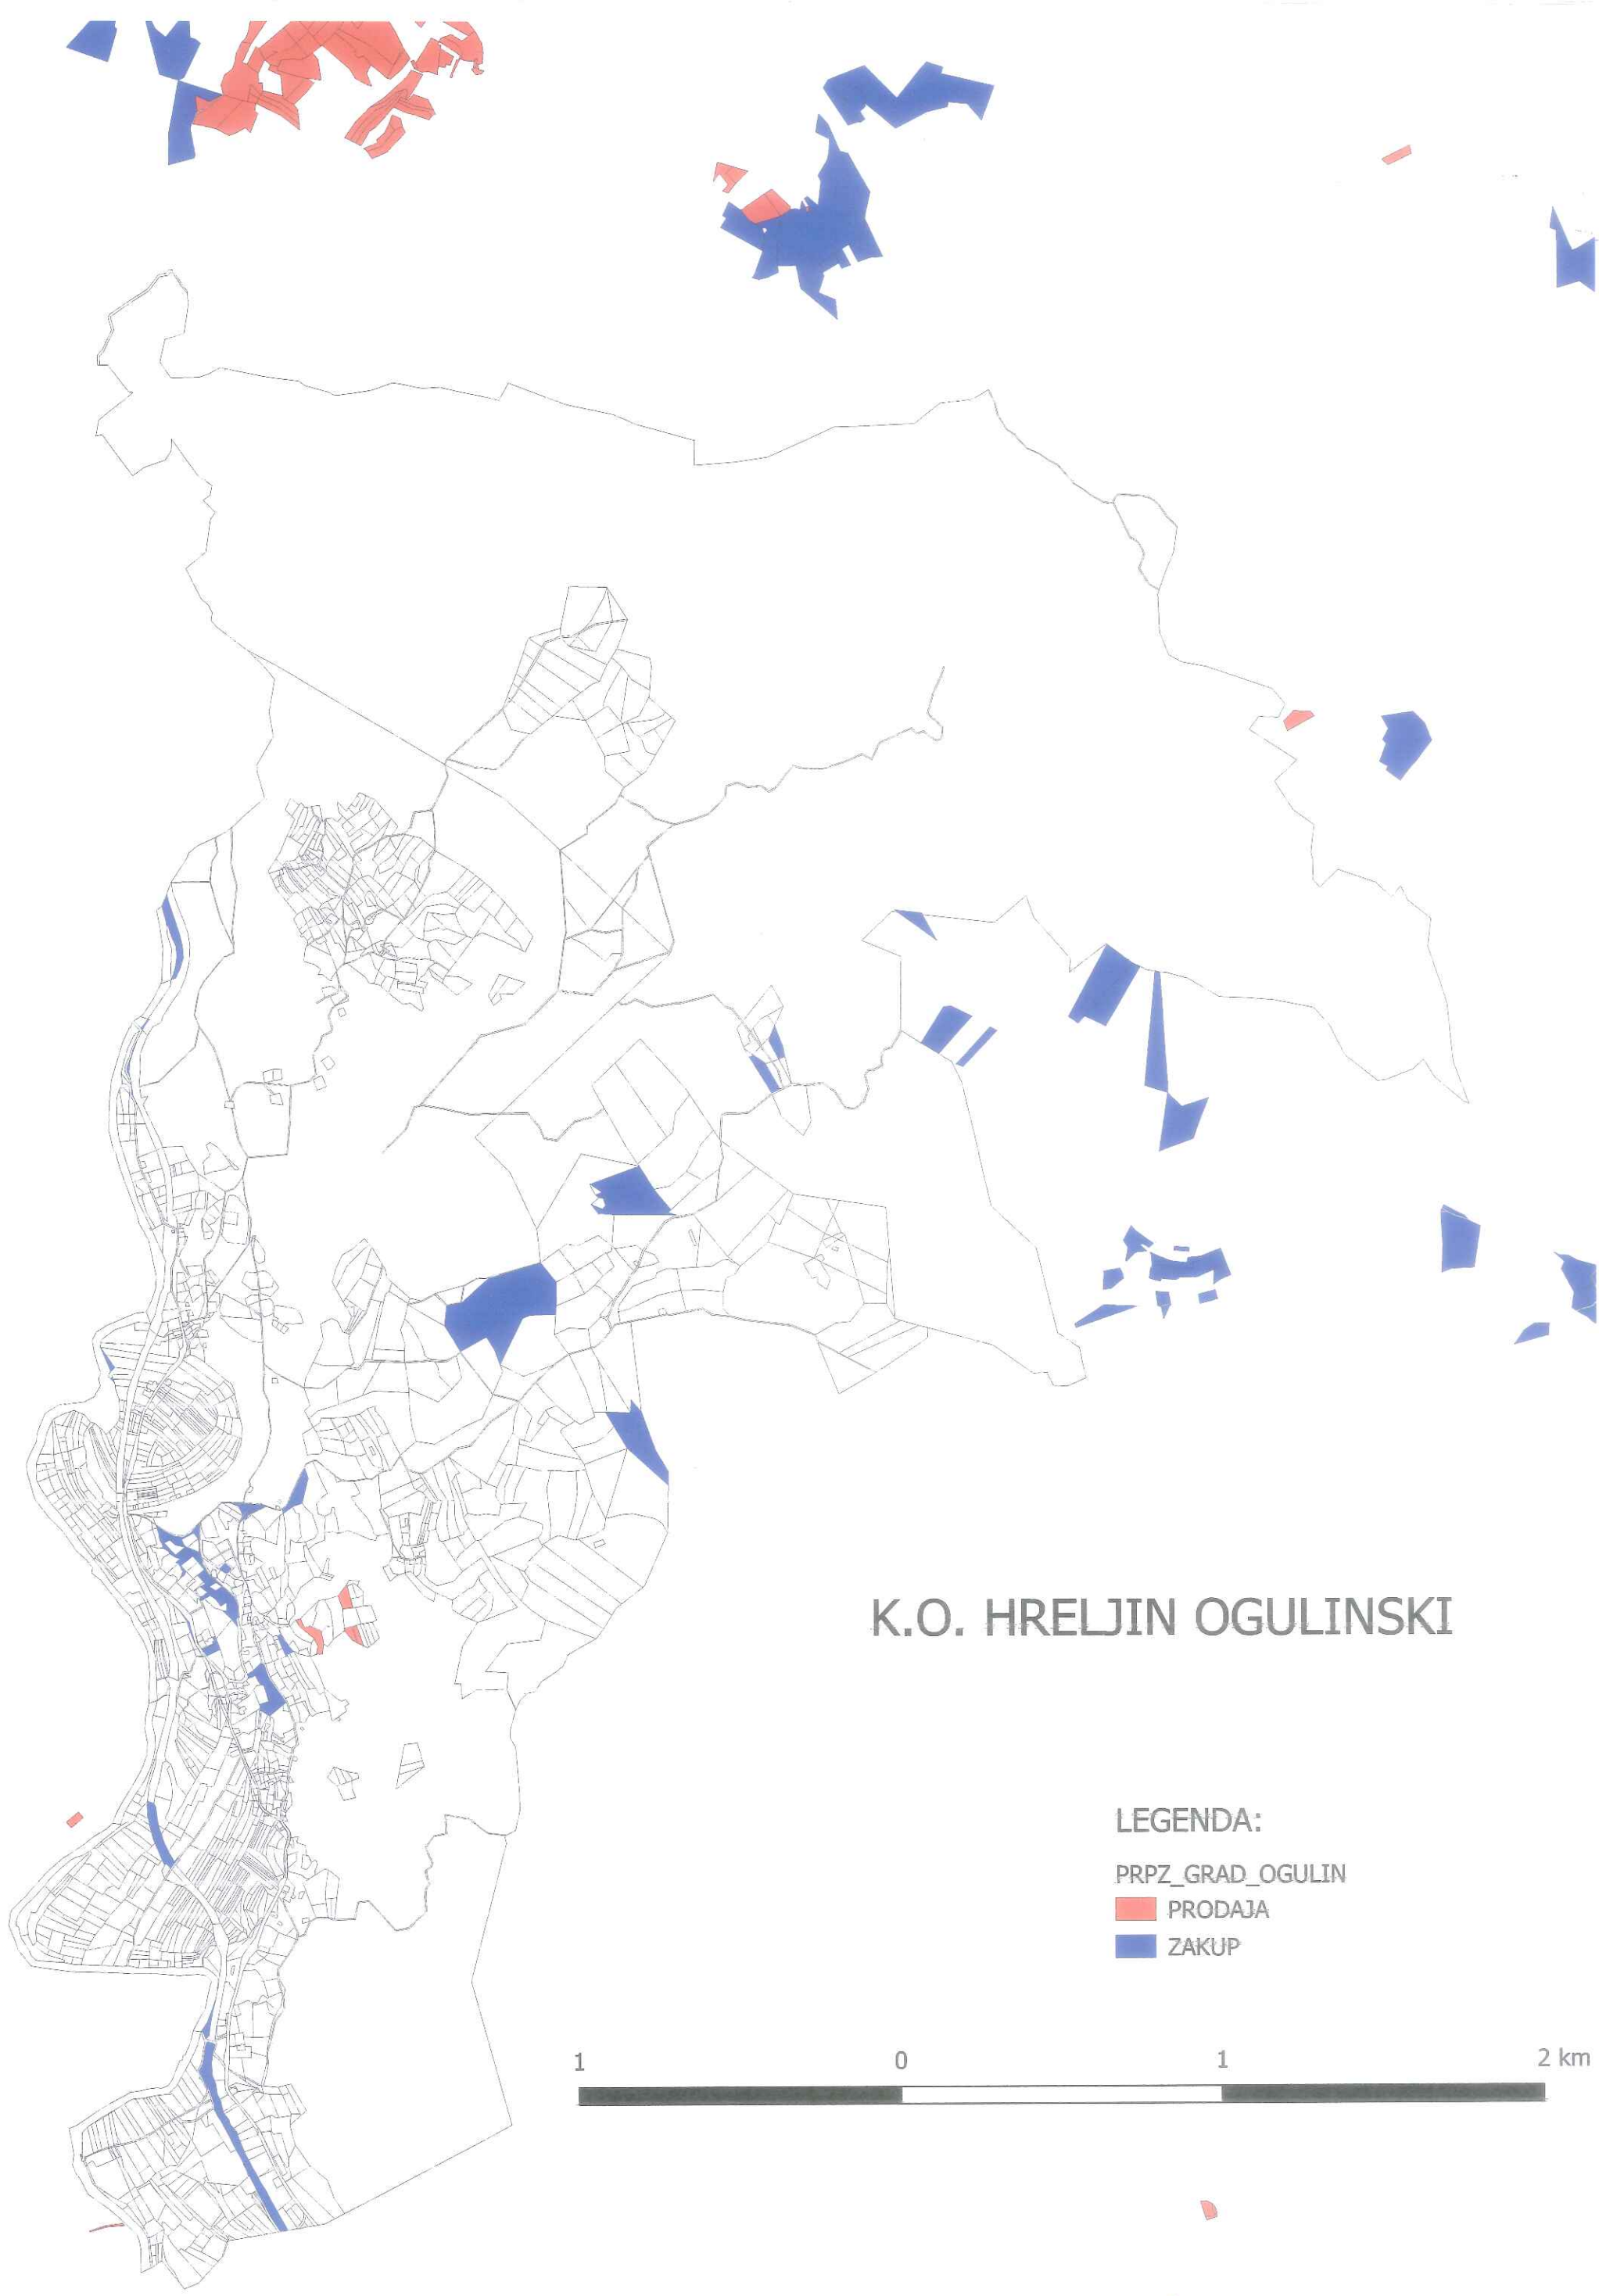 K.O. HRELJIN OGULINSKI
LEGENDA:
PRPZ_GRAD_OGULIN
PRODAJA
ZAKUP
1 0 1 2 km